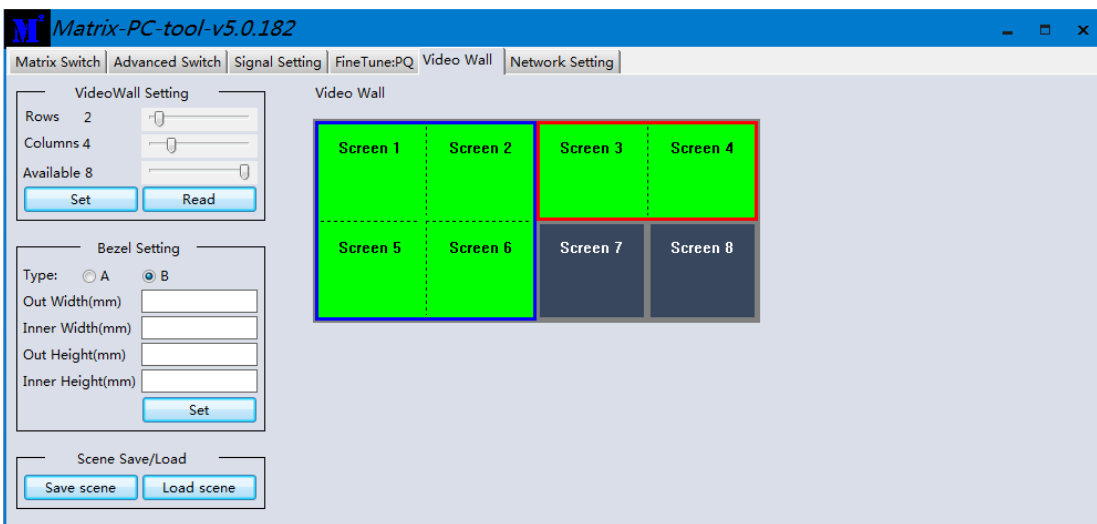 M² Matrix-PC-tool-v5.0.182
Matrix Switch Advanced Switch Signal Setting FineTune:PQ Video Wall Network Setting
VideoWall Setting
Rows 2
Columns 4
Available 8
Set Read
Bezel Setting
Type: A B
Out Width(mm)
Inner Width(mm)
Out Height(mm)
Inner Height(mm)
Set
Scene Save/Load
Save scene Load scene
Video Wall
Screen 1 Screen 2 Screen 3 Screen 4
Screen 5 Screen 6 Screen 7 Screen 8